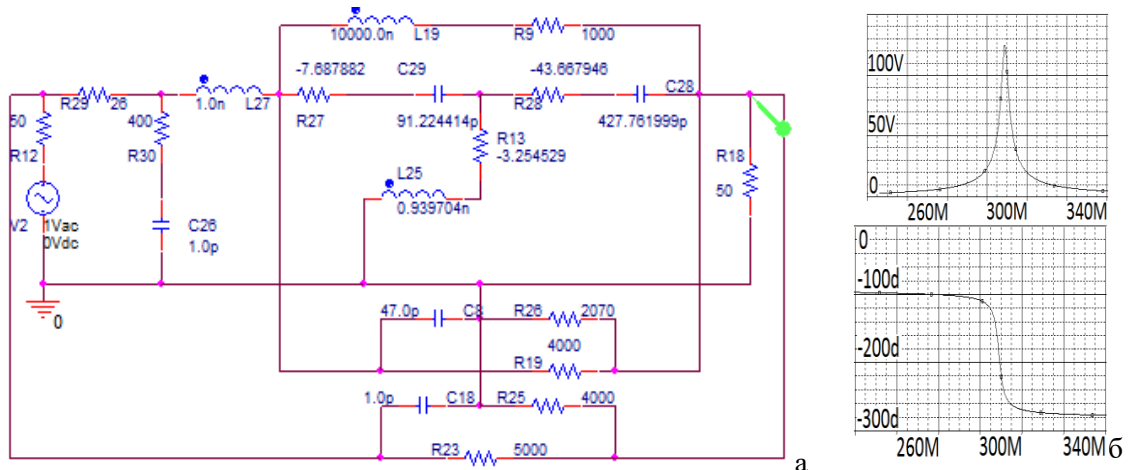 10000.0n L19 R9 1000
-7.687882 C29 -43.667946 C28
R29 26 1.0n L27 R27 91.224414p R28 427.761999p
50 400 R13
R12 R30 -3.254529 R18
L25 50
0.939704n
V2 1Vac
0Vdc
C26
1.0p
0
47.0p C8 R26 2070
4000
R19
1.0p C18 R25 4000
R23 5000
а
100V
50V
0
260M 300M 340M
0
-100d
-200d
-300d
260M 300M 340M
б